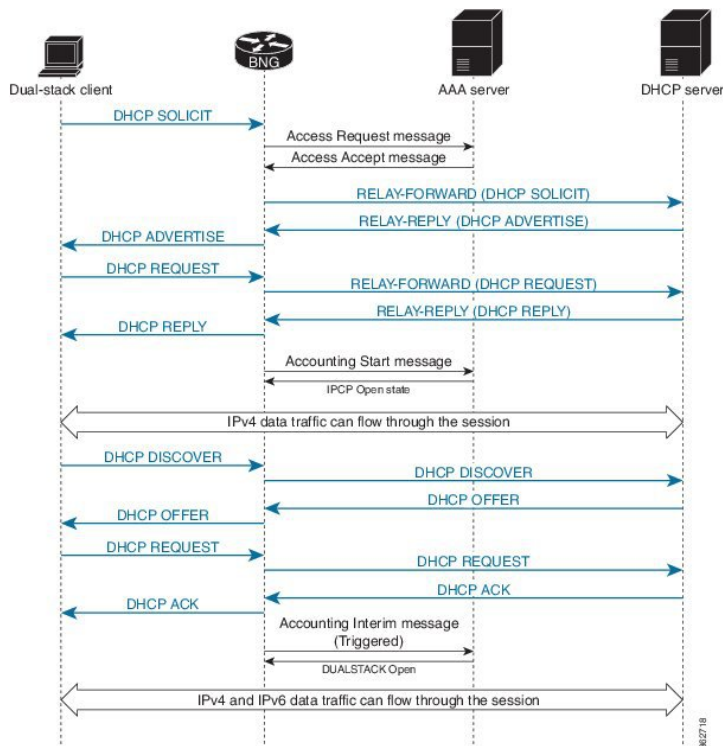 BNG
Dual-stack client
AAA server
DHCP server
DHCP SOLICIT
Access Request message
Access Accept message
RELAY-FORWARD (DHCP SOLICIT)
RELAY-REPLY (DHCP ADVERTISE)
DHCP ADVERTISE
DHCP REQUEST
RELAY-FORWARD (DHCP REQUEST)
RELAY-REPLY (DHCP REPLY)
DHCP REPLY
Accounting Start message
IPCP Open state
IPv4 data traffic can flow through the session
DHCP DISCOVER
DHCP DISCOVER
DHCP OFFER
DHCP OFFER
DHCP REQUEST
DHCP REQUEST
DHCP ACK
DHCP ACK
Accounting Interim message
(Triggered)
DUALSTACK Open
IPv4 and IPv6 data traffic can flow through the session